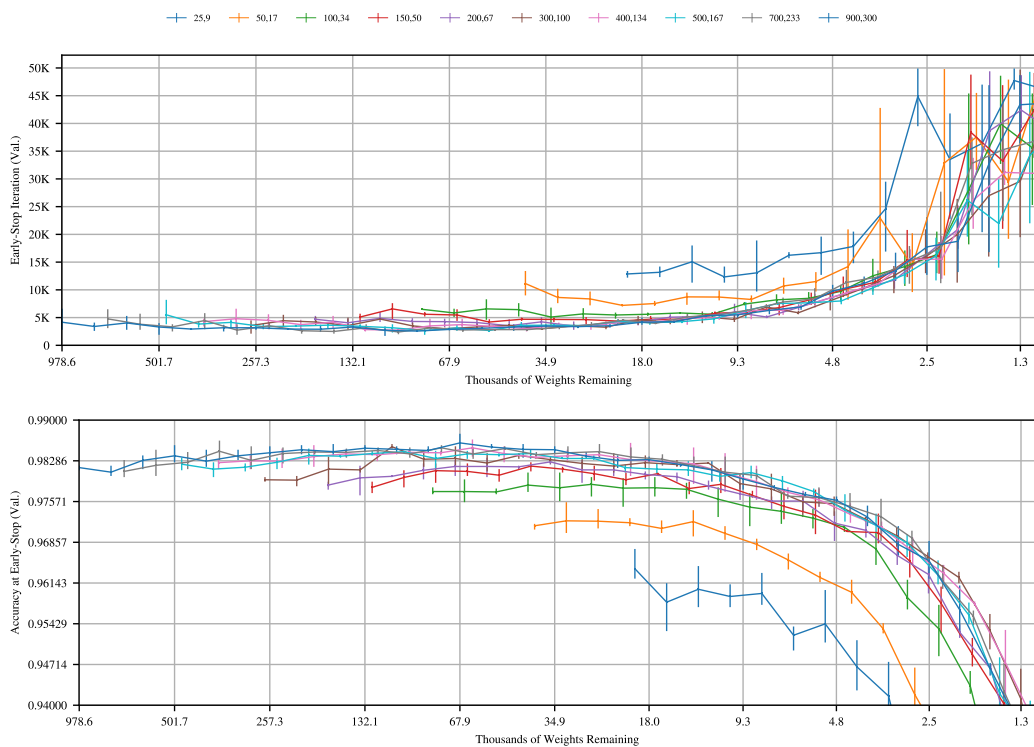 25,9 50,17 100,34 150,50 200,67 300,100 400,134 500,167 700,233 900,300
Early-Stop Iteration (Val.)
50K
45K
40K
35K
30K
25K
20K
15K
10K
5K
0
978.6 501.7 257.3 132.1 67.9 34.9 18.0 9.3 4.8 2.5 1.3
Thousands of Weights Remaining
Accuracy at Early-Stop (Val.)
0.99000
0.98286
0.97571
0.96857
0.96143
0.95429
0.94714
0.94000
978.6 501.7 257.3 132.1 67.9 34.9 18.0 9.3 4.8 2.5 1.3
Thousands of Weights Remaining